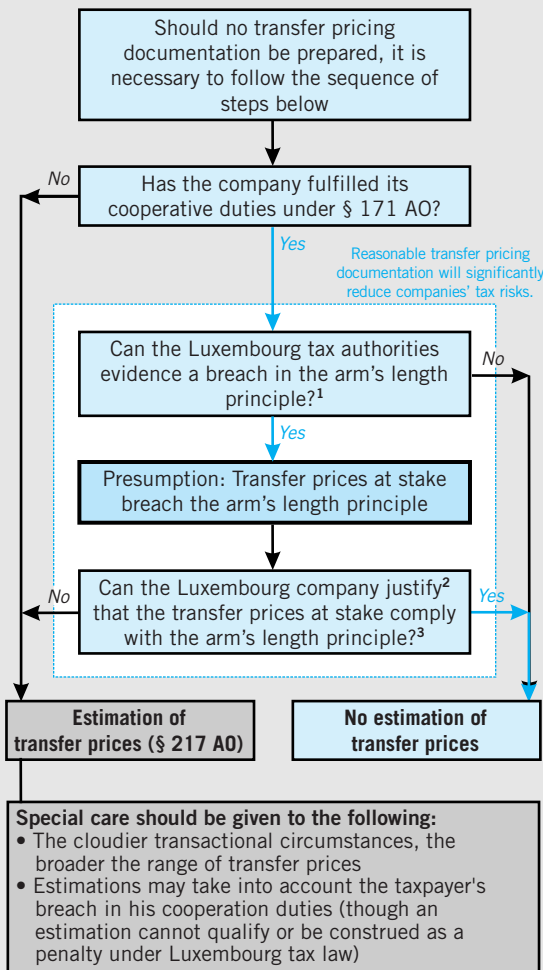 Should no transfer pricing
documentation be prepared, it is
necessary to follow the sequence of
steps below
No
Has the company fulfilled its
cooperative duties under § 171 AO?
Yes
Reasonable transfer pricing
documentation will significantly
reduce companies' tax risks.
Can the Luxembourg tax authorities
evidence a breach in the arm's length
principle?¹
No
Yes
Presumption: Transfer prices at stake
breach the arm's length principle
No
Can the Luxembourg company justify²
that the transfer prices at stake comply
with the arm's length principle?³
Yes
Estimation of
transfer prices (§ 217 AO)
No estimation of
transfer prices
Special care should be given to the following:
• The cloudier transactional circumstances, the
broader the range of transfer prices
• Estimations may take into account the taxpayer's
breach in his cooperation duties (though an
estimation cannot qualify or be construed as a
penalty under Luxembourg tax law)